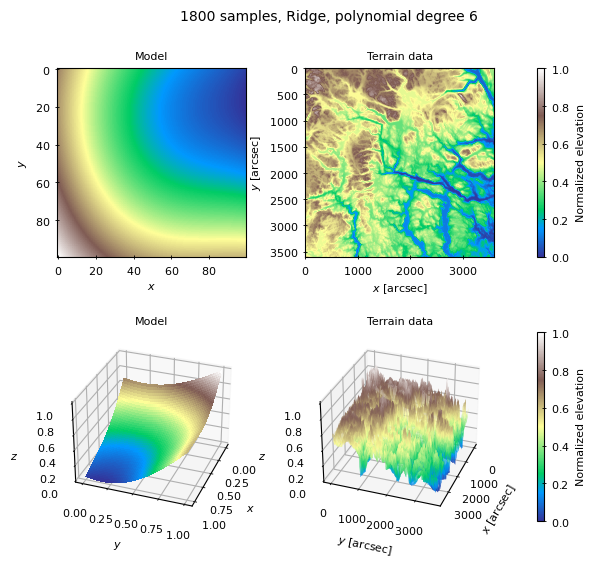 1800 samples, Ridge, polynomial degree 6
Model
Terrain data
0
20
40
60
80
y
0 20 40 60 80
x
0
500
1000
1500
2000
2500
3000
3500
y [arcsec]
0 1000 2000 3000
x [arcsec]
1.0
0.8
0.6
0.4
0.2
0.0
Normalized elevation
Model
Terrain data
1.0
0.8
0.6
0.4
0.2
0.0
z
0.00 0.25 0.50 0.75 1.00
y
0.00
0.25
0.50
0.75
1.00
x
1.0
0.8
0.6
0.4
0.2
0.0
z
0 1000 2000 3000
y [arcsec]
0
1000
2000
3000
x [arcsec]
1.0
0.8
0.6
0.4
0.2
0.0
Normalized elevation